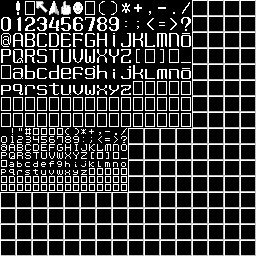 ! ( ) * + , - . /
0123456789:;<=>?
@ABCDEFGHIJKLMNO
PQRSTUVWXYZ[]_
abcdefghijklmno
pqrstuvwxyz
!"#()*+,-./
0123456789:;<=>?
@ABCDEFGHIJKLMNO
PQRSTUVWXYZ[]_
abcdefghijklmno
pqrstuvwxyz